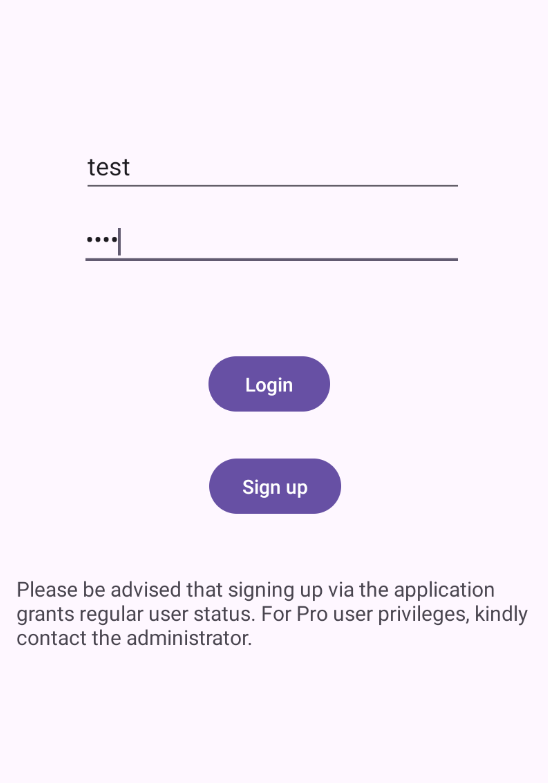 test
••••
Login
Sign up
Please be advised that signing up via the application
grants regular user status. For Pro user privileges, kindly
contact the administrator.